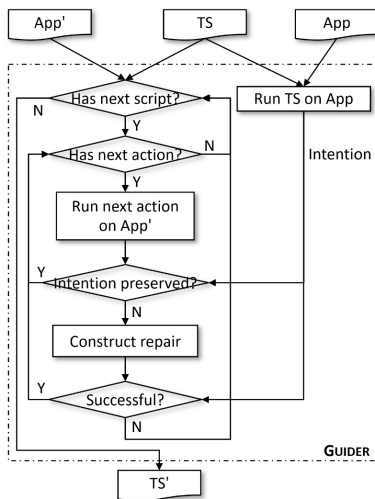 App'
TS
App
Has next script?
Run TS on App
N
Y
Has next action?
N
Intention
Y
Run next action
on App'
Y
Intention preserved?
N
Construct repair
Y
Successful?
N
GUIDER
TS'